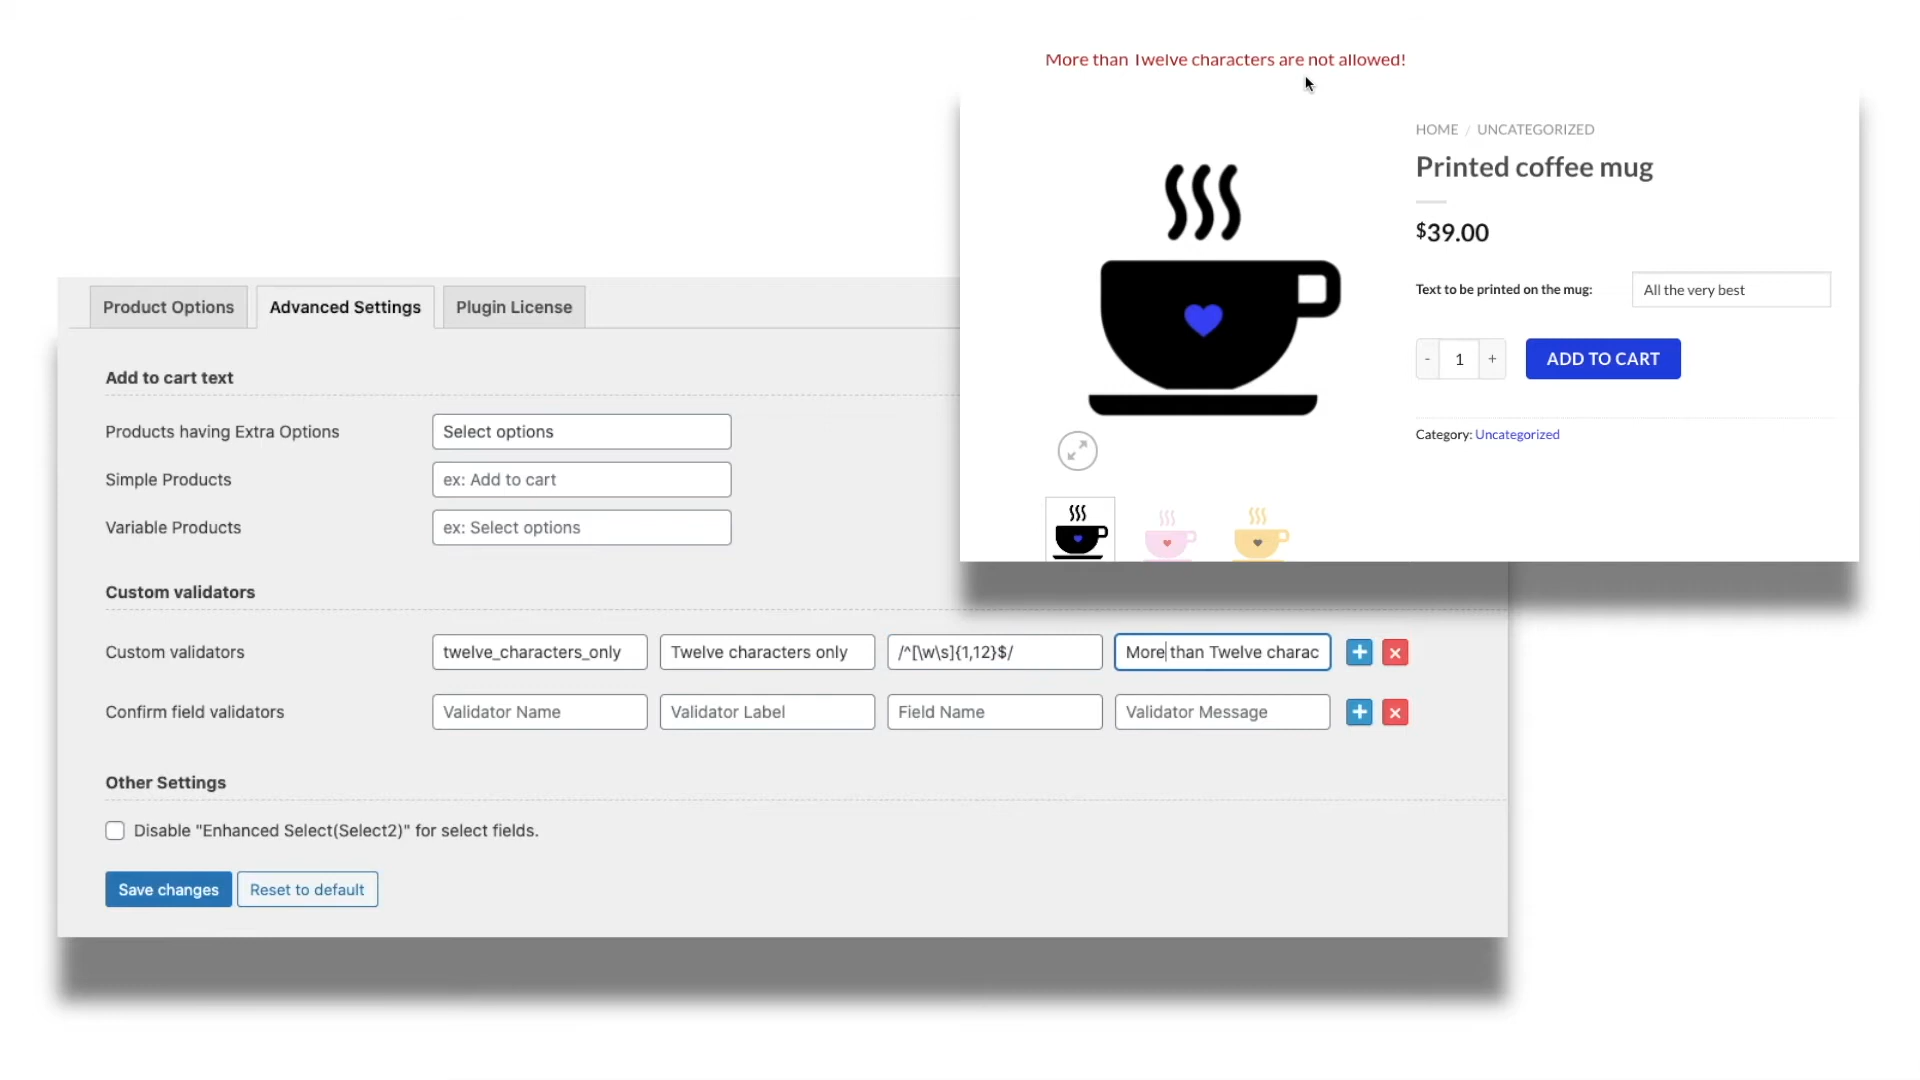 More than Twelve characters are not allowed!
HOME / UNCATEGORIZED
Printed coffee mug
$39.00
Text to be printed on the mug: All the very best
- 1 + ADD TO CART
Category: Uncategorized
Product Options Advanced Settings Plugin License
Add to cart text
Products having Extra Options Select options
Simple Products ex: Add to cart
Variable Products ex: Select options
Custom validators
Custom validators twelve_characters_only Twelve characters only /^[\w\s]{1,12}$/ More than Twelve charac
Confirm field validators Validator Name Validator Label Field Name Validator Message
Other Settings
Disable "Enhanced Select(Select2)" for select fields.
Save changes Reset to default